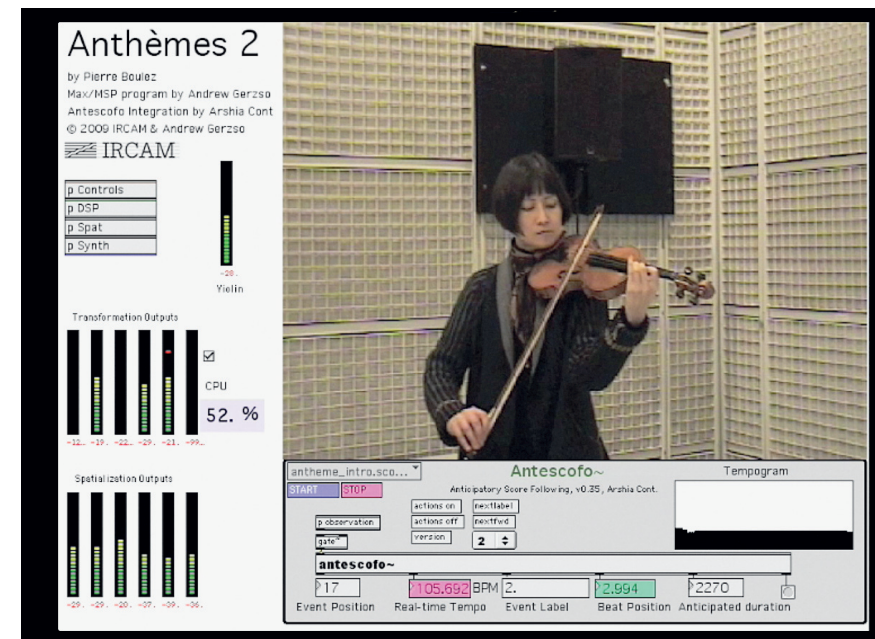 Anthèmes 2
by Pierre Boulez
Max/MSP program by Andrew Gerzso
Antescofo Integration by Arshia Cont
© 2009 IRCAM & Andrew Gerzso
IRCAM
p Controls
p DSP
p Spat
p Synth
Violin
Transformation Outputs
CPU
52. %
-12.. -19. -22.. -29. -21. -99..
Spatialization Outputs
-29. -29. -20. -37. -39. -36.
antheme_intro.sco...
Antescofo~
Tempogram
START STOP
Anticipatory Score Following, v0.35, Arshia Cont.
actions on nextlabel
p observation actions off nextfwd
gate~ version 2
antescofo~
17 105.692 BPM 2. 2.994 2270
Event Position Real-time Tempo Event Label Beat Position Anticipated duration